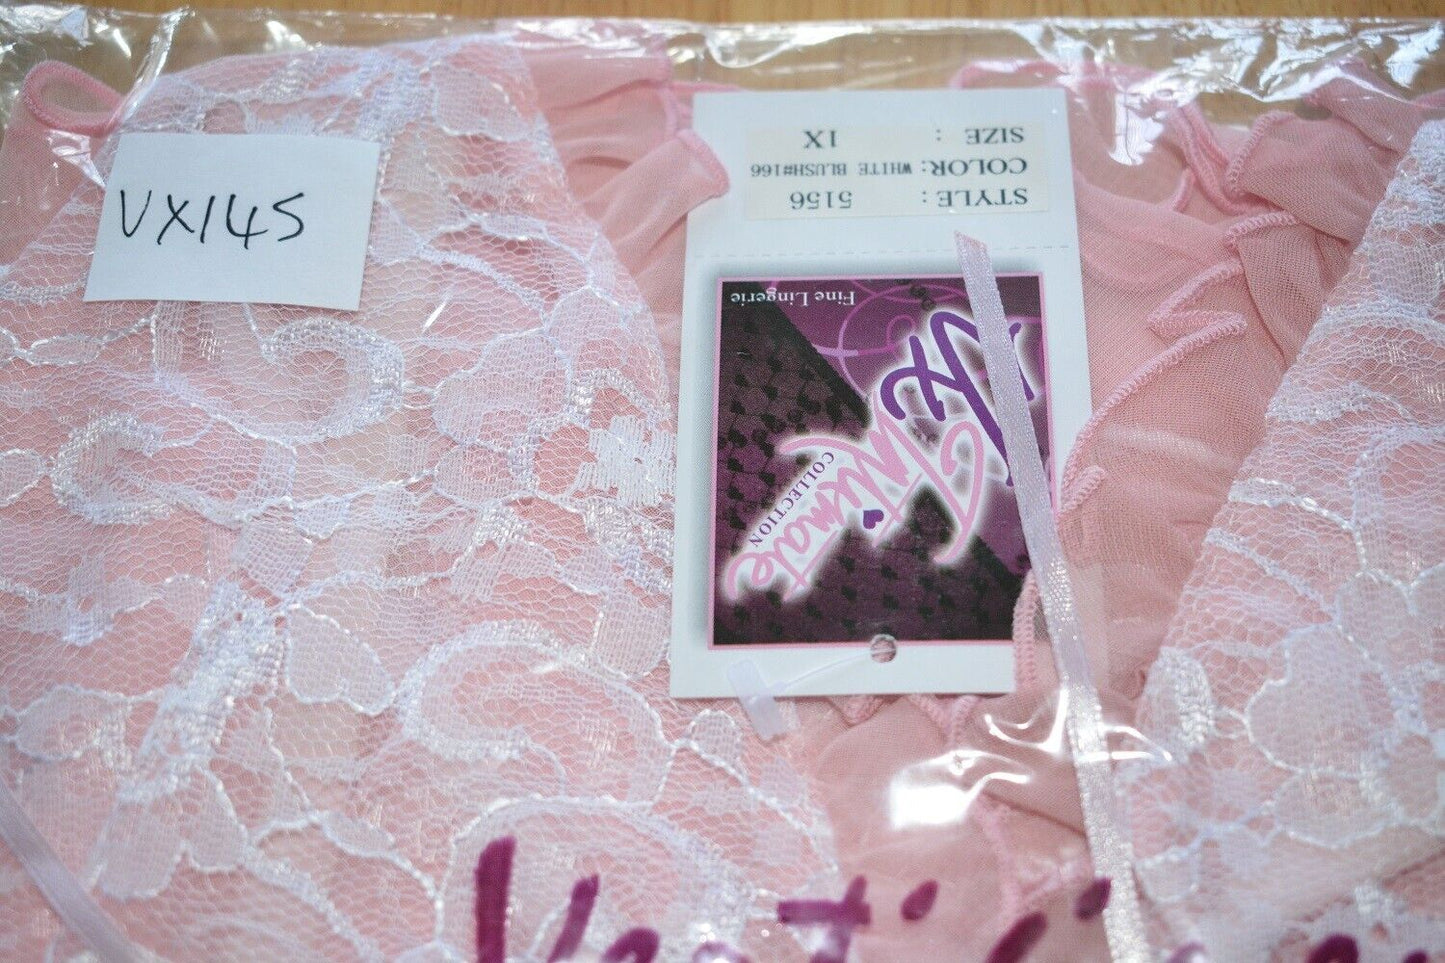 VX145
STYLE : 5156
COLOR: WHITE BLUSH#166
SIZE : 1X
Intimate
COLLECTION
Fine Lingerie